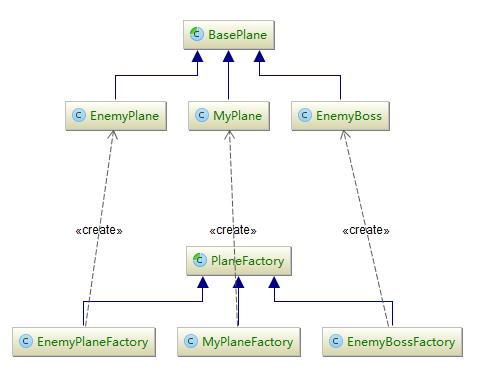 C BasePlane
C EnemyPlane
C MyPlane
C EnemyBoss
«create»
«create»
«create»
C PlaneFactory
C EnemyPlaneFactory
C MyPlaneFactory
C EnemyBossFactory